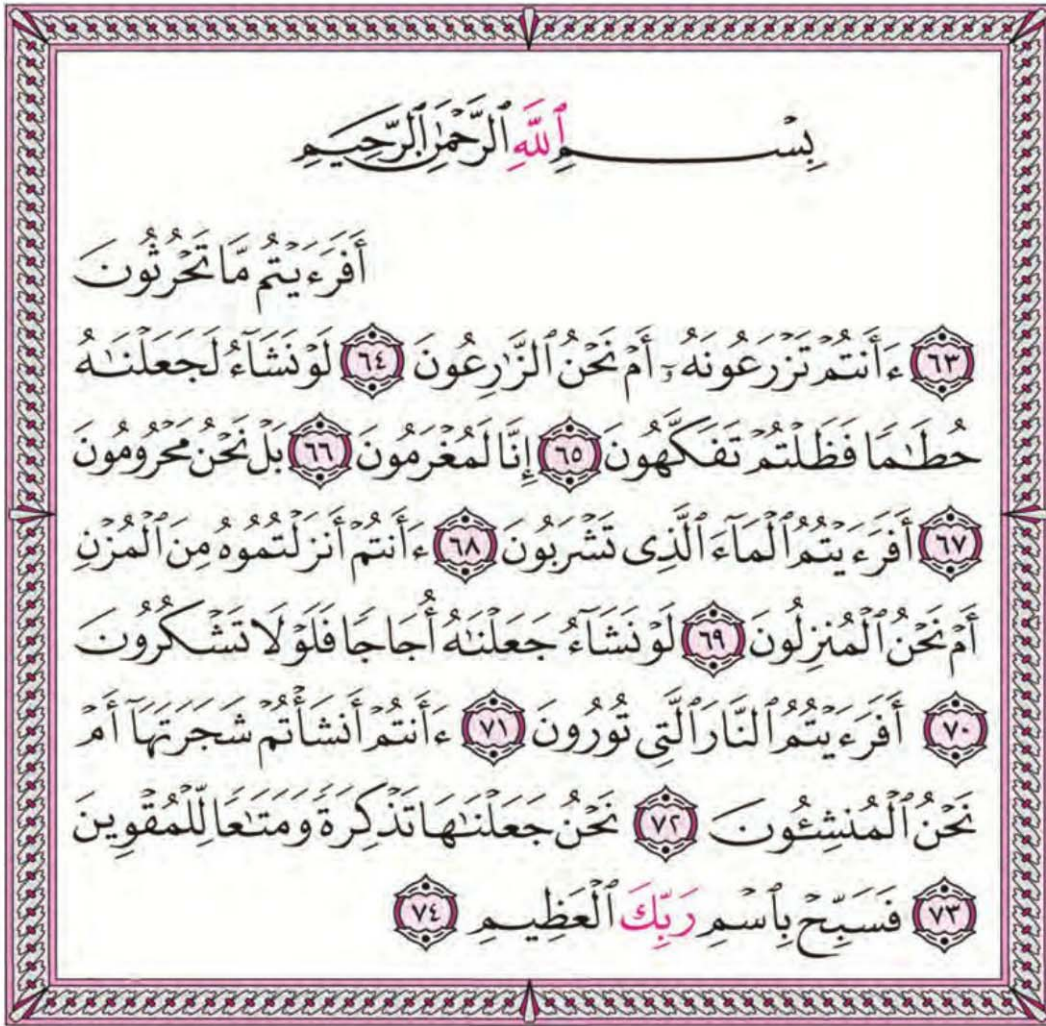 بِسْمِ ٱللَّهِ ٱلرَّحْمَٰنِ ٱلرَّحِيمِ
أَفَرَءَيْتُم مَّا تَحْرُثُونَ
٦٣ ءَأَنتُمْ تَزْرَعُونَهُۥٓ أَمْ نَحْنُ ٱلزَّٰرِعُونَ ٦٤ لَوْ نَشَآءُ لَجَعَلْنَٰهُ
حُطَٰمًا فَظَلْتُمْ تَفَكَّهُونَ ٦٥ إِنَّا لَمُغْرَمُونَ ٦٦ بَلْ نَحْنُ مَحْرُومُونَ
٦٧ أَفَرَءَيْتُمُ ٱلْمَآءَ ٱلَّذِى تَشْرَبُونَ ٦٨ ءَأَنتُمْ أَنزَلْتُمُوهُ مِنَ ٱلْمُزْنِ
أَمْ نَحْنُ ٱلْمُنزِلُونَ ٦٩ لَوْ نَشَآءُ جَعَلْنَٰهُ أُجَاجًا فَلَوْلَا تَشْكُرُونَ
٧٠ أَفَرَءَيْتُمُ ٱلنَّارَ ٱلَّتِى تُورُونَ ٧١ ءَأَنتُمْ أَنشَأْتُمْ شَجَرَتَهَآ أَمْ
نَحْنُ ٱلْمُنشِـُٔونَ ٧٢ نَحْنُ جَعَلْنَٰهَا تَذْكِرَةً وَمَتَٰعًا لِّلْمُقْوِينَ
٧٣ فَسَبِّحْ بِٱسْمِ رَبِّكَ ٱلْعَظِيمِ ٧٤